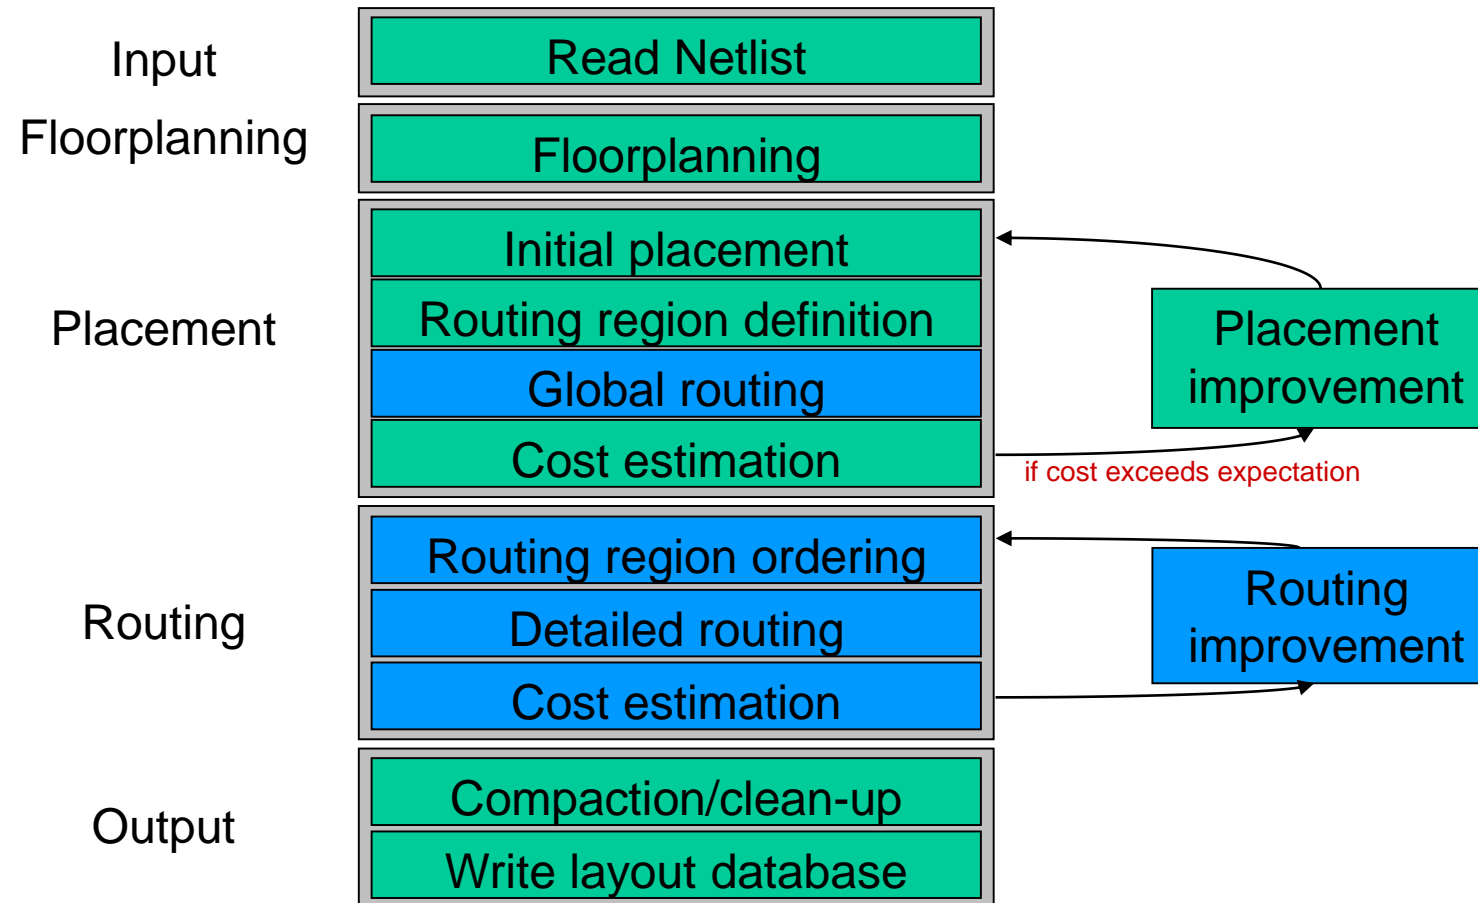 Input
Read Netlist
Floorplanning
Floorplanning
Placement
Initial placement
Routing region definition
Global routing
Cost estimation
Placement
improvement
if cost exceeds expectation
Routing
Routing region ordering
Detailed routing
Cost estimation
Routing
improvement
Output
Compaction/clean-up
Write layout database